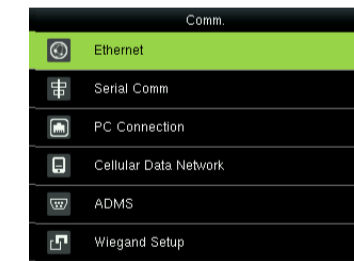 Comm.
Ethernet
Serial Comm
PC Connection
Cellular Data Network
ADMS
Wiegand Setup